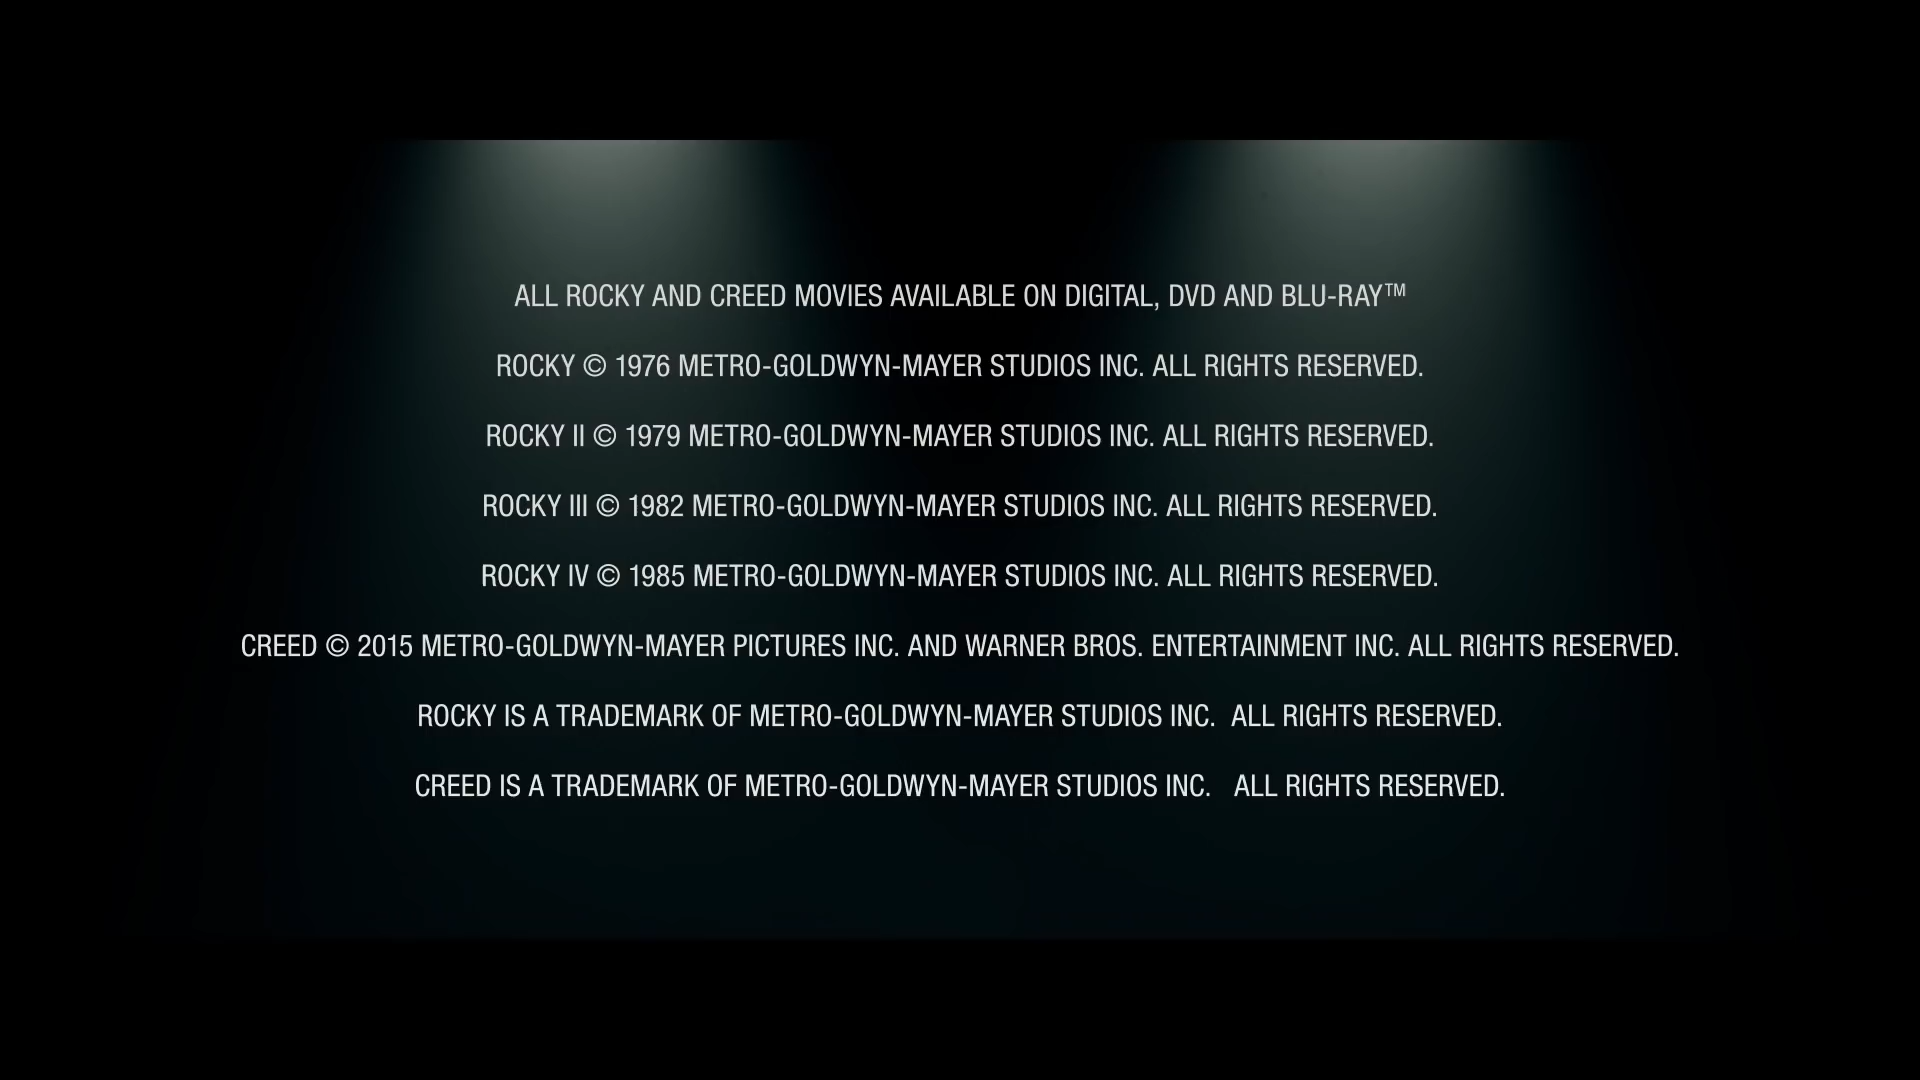 ALL ROCKY AND CREED MOVIES AVAILABLE ON DIGITAL, DVD AND BLU-RAY™
ROCKY © 1976 METRO-GOLDWYN-MAYER STUDIOS INC. ALL RIGHTS RESERVED.
ROCKY II © 1979 METRO-GOLDWYN-MAYER STUDIOS INC. ALL RIGHTS RESERVED.
ROCKY III © 1982 METRO-GOLDWYN-MAYER STUDIOS INC. ALL RIGHTS RESERVED.
ROCKY IV © 1985 METRO-GOLDWYN-MAYER STUDIOS INC. ALL RIGHTS RESERVED.
CREED © 2015 METRO-GOLDWYN-MAYER PICTURES INC. AND WARNER BROS. ENTERTAINMENT INC. ALL RIGHTS RESERVED.
ROCKY IS A TRADEMARK OF METRO-GOLDWYN-MAYER STUDIOS INC.  ALL RIGHTS RESERVED.
CREED IS A TRADEMARK OF METRO-GOLDWYN-MAYER STUDIOS INC.   ALL RIGHTS RESERVED.